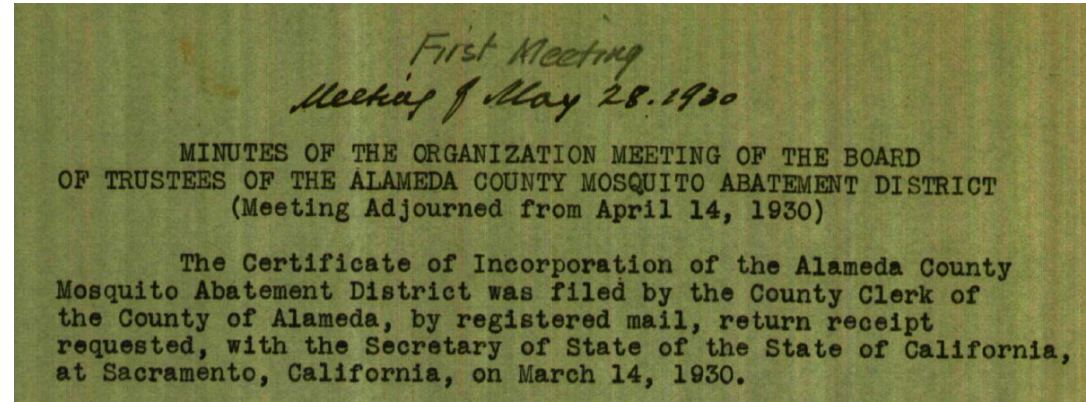 First Meeting
Meeting of May 28. 1930
MINUTES OF THE ORGANIZATION MEETING OF THE BOARD
OF TRUSTEES OF THE ALAMEDA COUNTY MOSQUITO ABATEMENT DISTRICT
(Meeting Adjourned from April 14, 1930)
The Certificate of Incorporation of the Alameda County
Mosquito Abatement District was filed by the County Clerk of
the County of Alameda, by registered mail, return receipt
requested, with the Secretary of State of the State of California,
at Sacramento, California, on March 14, 1930.